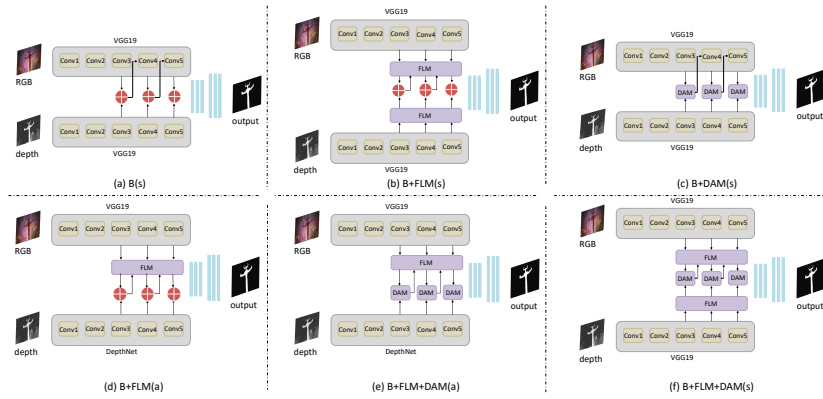 VGG19
Conv1 Conv2 Conv3 Conv4 Conv5
RGB
output
depth
Conv1 Conv2 Conv3 Conv4 Conv5
VGG19
(a) B(s)
VGG19
Conv1 Conv2 Conv3 Conv4 Conv5
RGB
FLM
output
FLM
depth
Conv1 Conv2 Conv3 Conv4 Conv5
VGG19
(b) B+FLM(s)
VGG19
Conv1 Conv2 Conv3 Conv4 Conv5
RGB
DAM DAM DAM
output
depth
Conv1 Conv2 Conv3 Conv4 Conv5
VGG19
(c) B+DAM(s)
VGG19
Conv1 Conv2 Conv3 Conv4 Conv5
RGB
FLM
output
depth
Conv1 Conv2 Conv3 Conv4 Conv5
DepthNet
(d) B+FLM(a)
VGG19
Conv1 Conv2 Conv3 Conv4 Conv5
RGB
FLM
DAM DAM DAM
output
depth
Conv1 Conv2 Conv3 Conv4 Conv5
DepthNet
(e) B+FLM+DAM(a)
VGG19
Conv1 Conv2 Conv3 Conv4 Conv5
RGB
FLM
DAM DAM DAM
output
FLM
depth
Conv1 Conv2 Conv3 Conv4 Conv5
VGG19
(f) B+FLM+DAM(s)